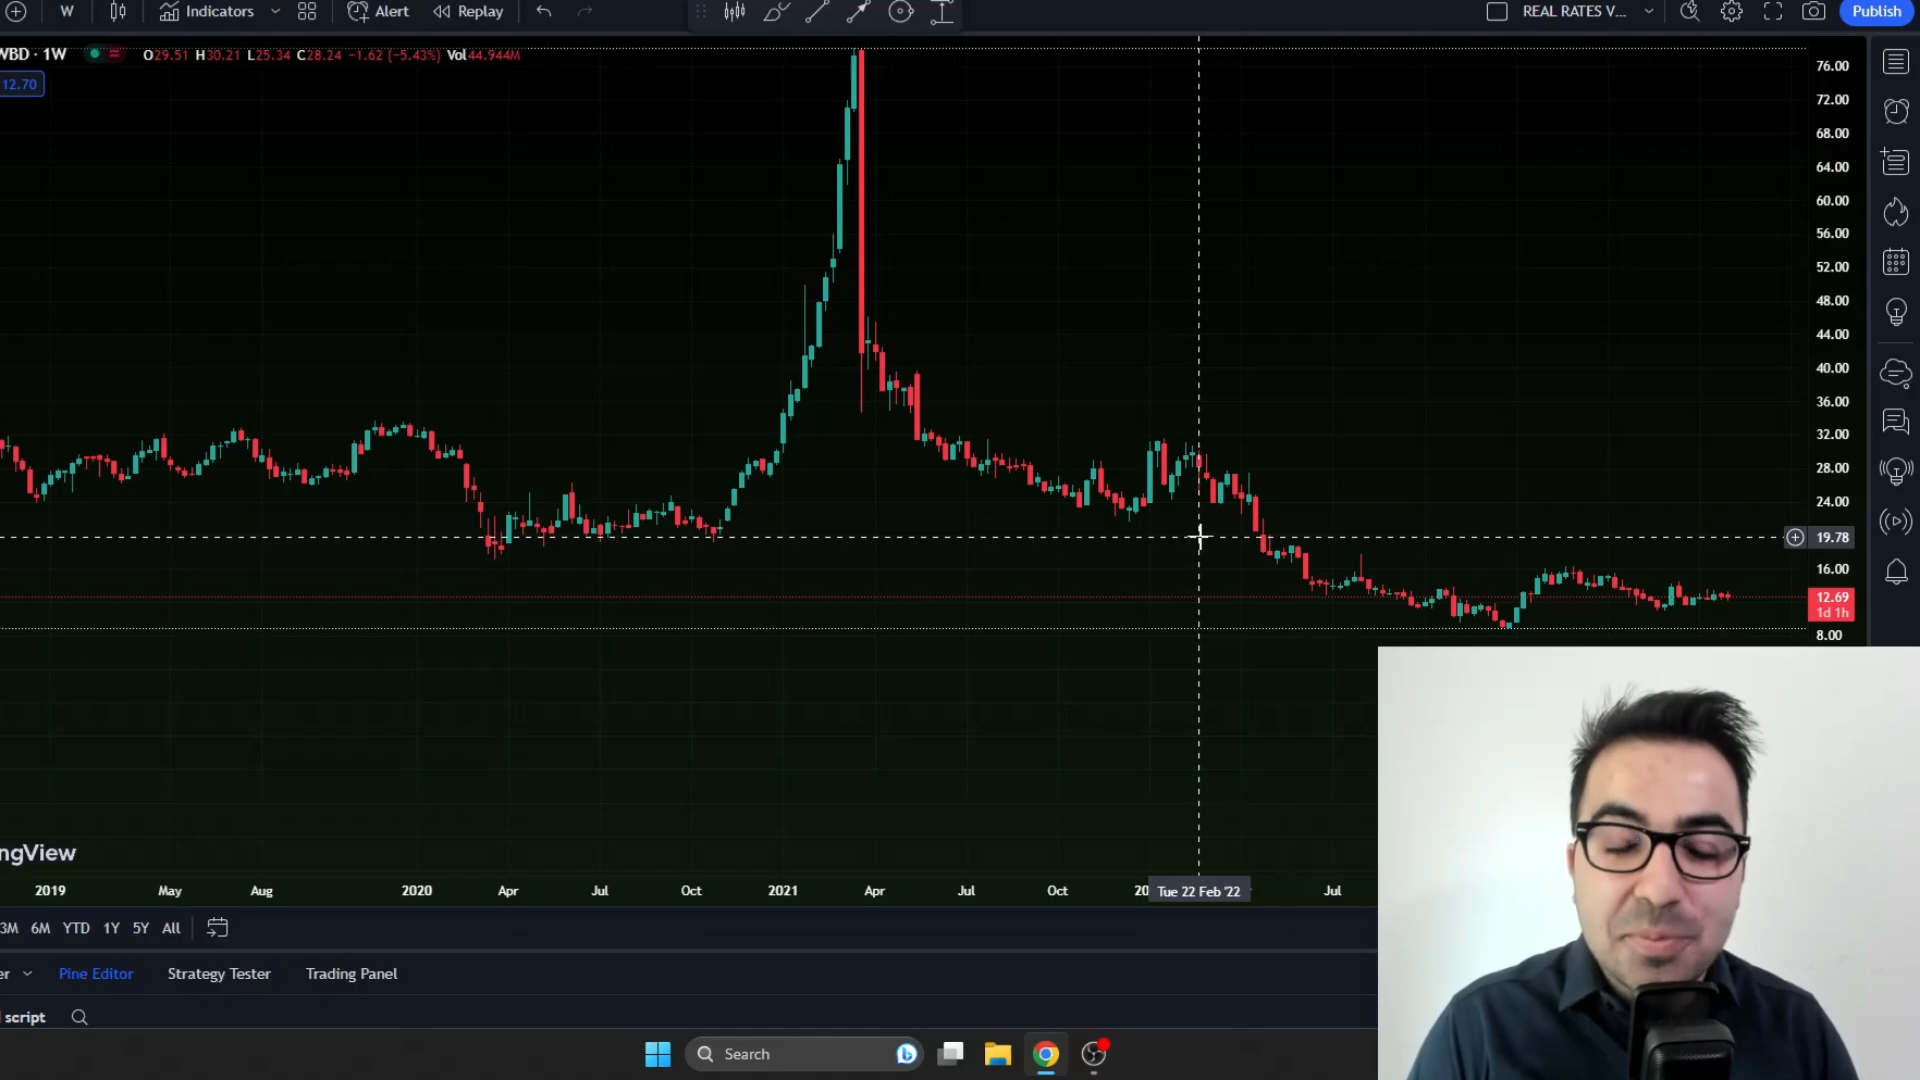 W Indicators Alert Replay REAL RATES V... Publish
WBD · 1W O29.51 H30.21 L25.34 C28.24 −1.62 (−5.43%) Vol44.944M
12.70
76.00
72.00
68.00
64.00
60.00
56.00
52.00
48.00
44.00
40.00
36.00
32.00
28.00
24.00
19.78
16.00
12.69
1d 1h
8.00
ngView
2019 May Aug 2020 Apr Jul Oct 2021 Apr Jul Oct 20 Tue 22 Feb '22 Jul
3M 6M YTD 1Y 5Y All
er Pine Editor Strategy Tester Trading Panel
script
Search